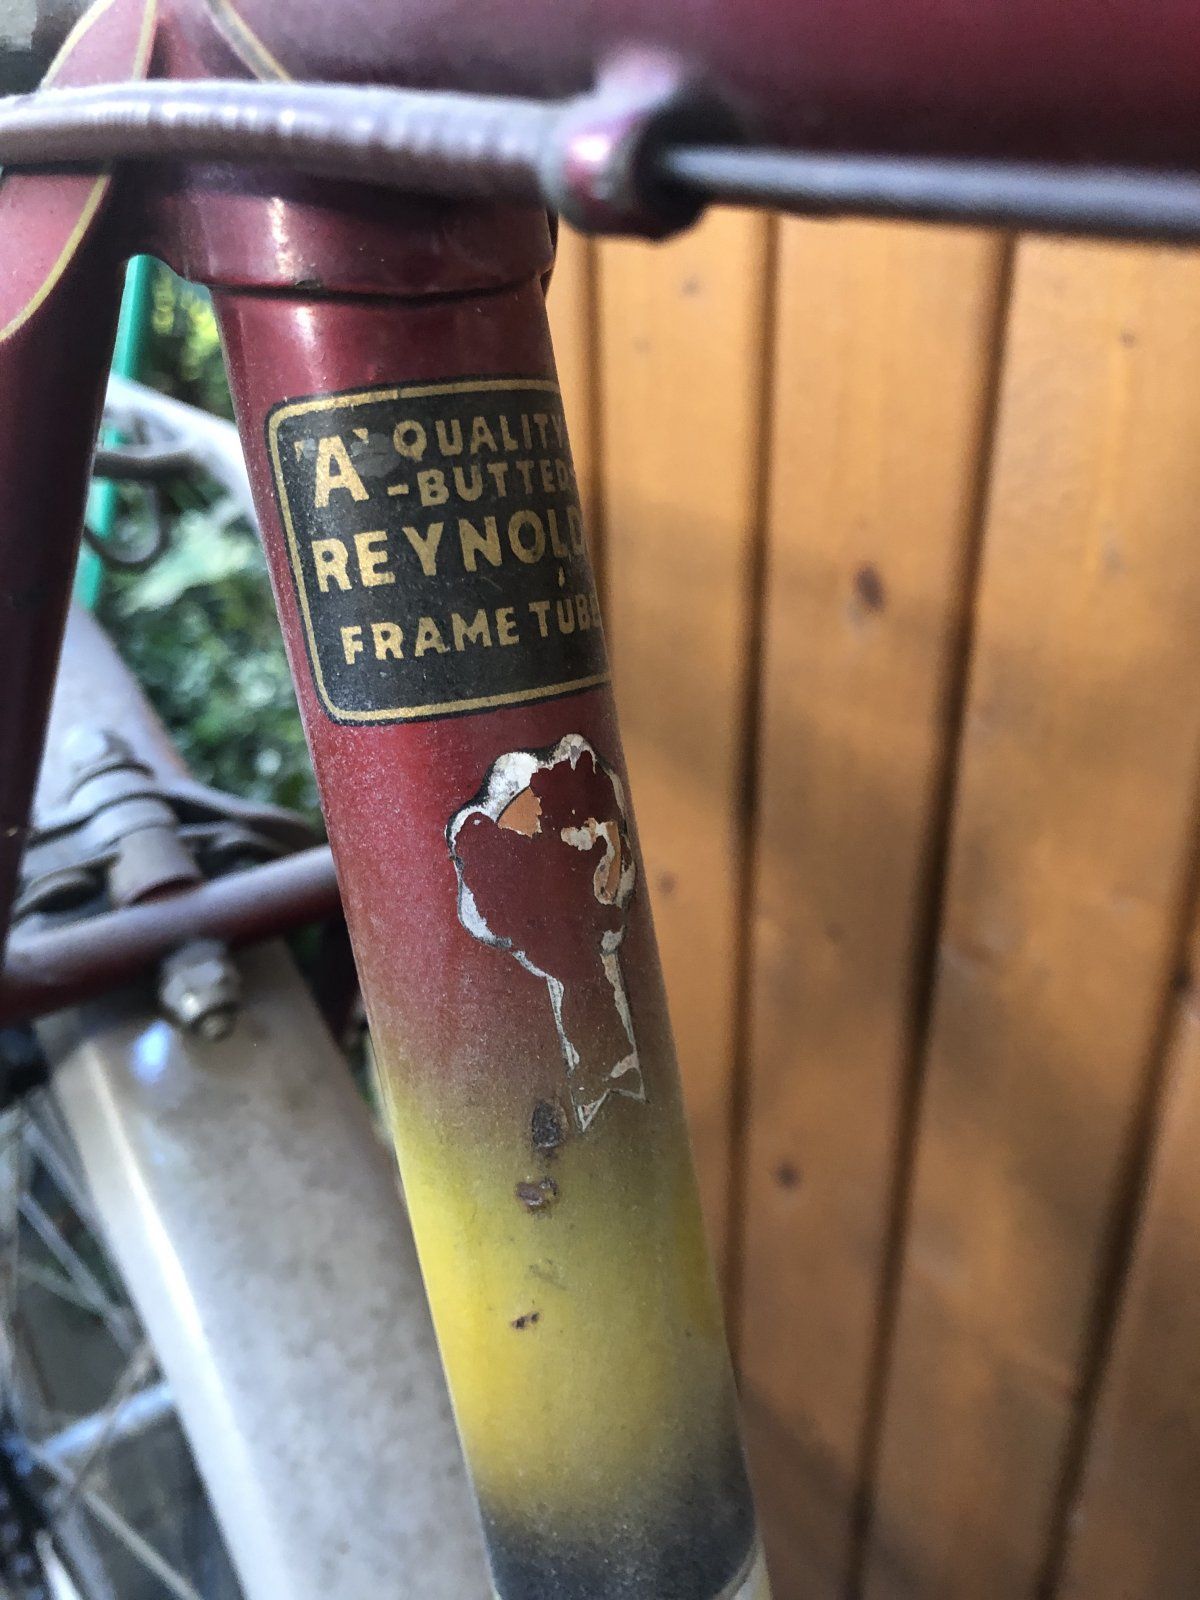 'A' QUALITY
-BUTTED
REYNOLD
FRAME TUBE